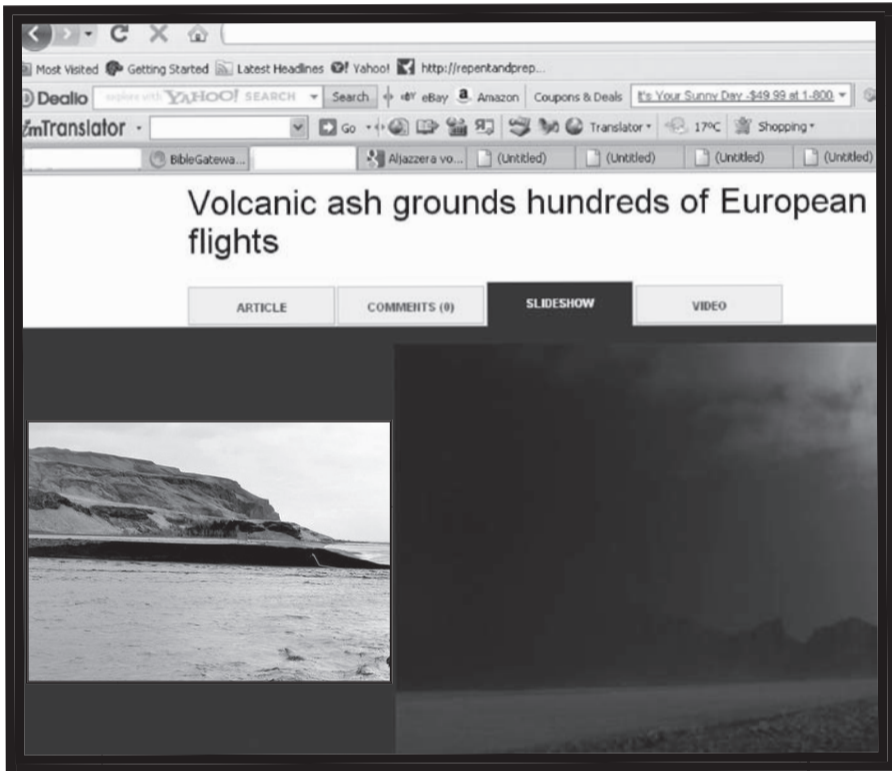 Most Visited Getting Started Latest Headlines Yahoo! http://repentandprep...
Dealio explore with YAHOO! SEARCH Search eBay Amazon Coupons & Deals It's Your Sunny Day -$49.99 at 1-800
ImTranslator Go Translator 17ºC Shopping
BibleGatewa... Aljazzera vo... (Untitled) (Untitled) (Untitled) (Untitled)
Volcanic ash grounds hundreds of European
flights
ARTICLE COMMENTS (0) SLIDESHOW VIDEO